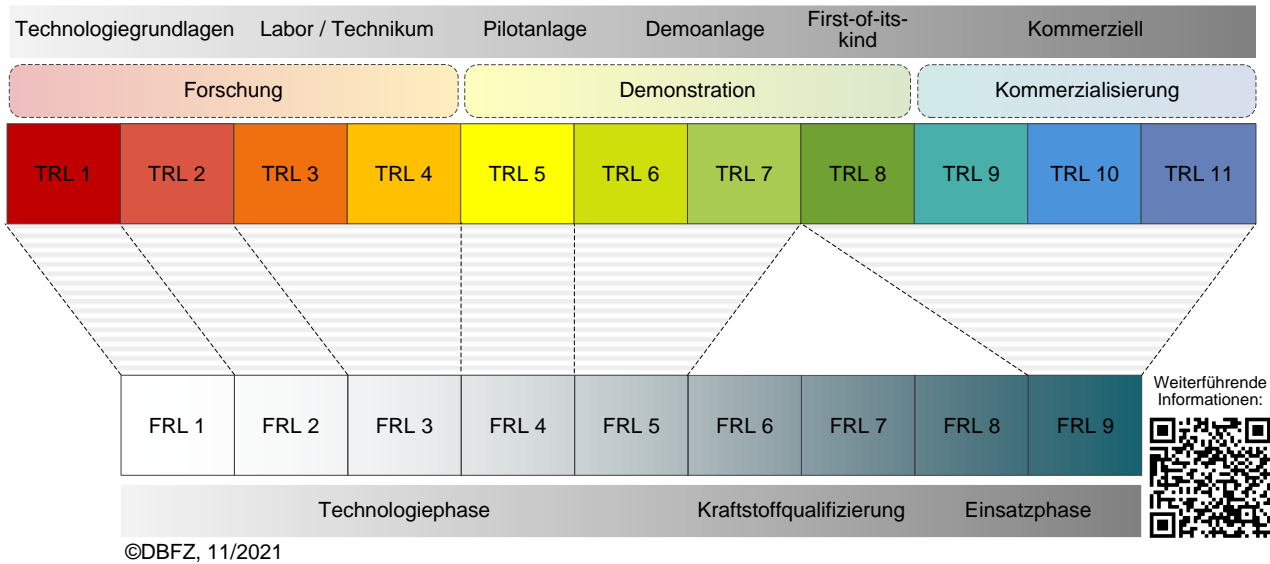 Technologiegrundlagen Labor / Technikum Pilotanlage Demoanlage First-of-its-
kind Kommerziell
Forschung Demonstration Kommerzialisierung
TRL 1 TRL 2 TRL 3 TRL 4 TRL 5 TRL 6 TRL 7 TRL 8 TRL 9 TRL 10 TRL 11
Weiterführende
Informationen:
FRL 1 FRL 2 FRL 3 FRL 4 FRL 5 FRL 6 FRL 7 FRL 8 FRL 9
Technologiephase Kraftstoffqualifizierung Einsatzphase
©DBFZ, 11/2021